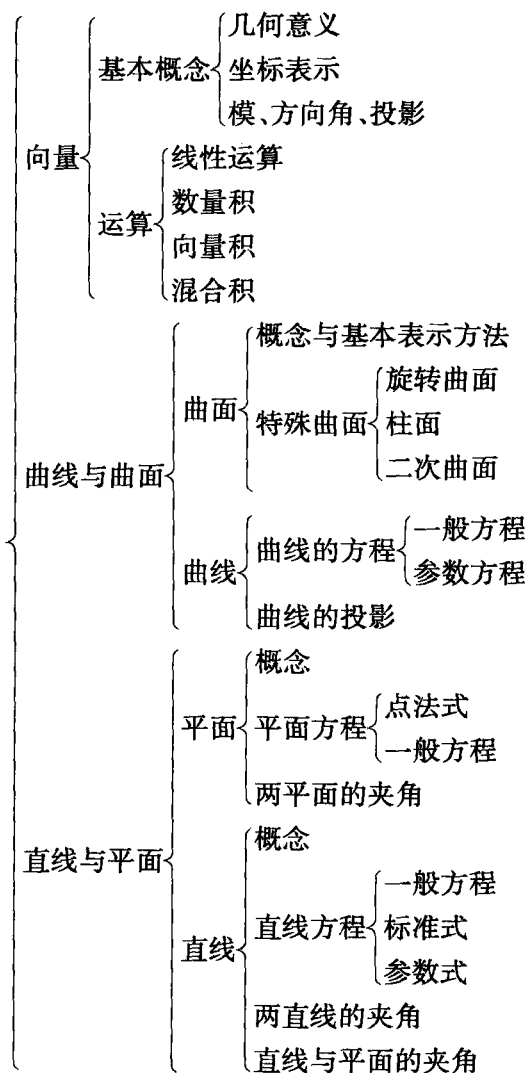 几何意义
基本概念
坐标表示
模、方向角、投影
向量
线性运算
数量积
运算
向量积
混合积
概念与基本表示方法
旋转曲面
曲面
特殊曲面
柱面
二次曲面
曲线与曲面
一般方程
曲线的方程
参数方程
曲线
曲线的投影
概念
点法式
平面
平面方程
一般方程
两平面的夹角
概念
直线与平面
一般方程
直线方程
标准式
直线
参数式
两直线的夹角
直线与平面的夹角